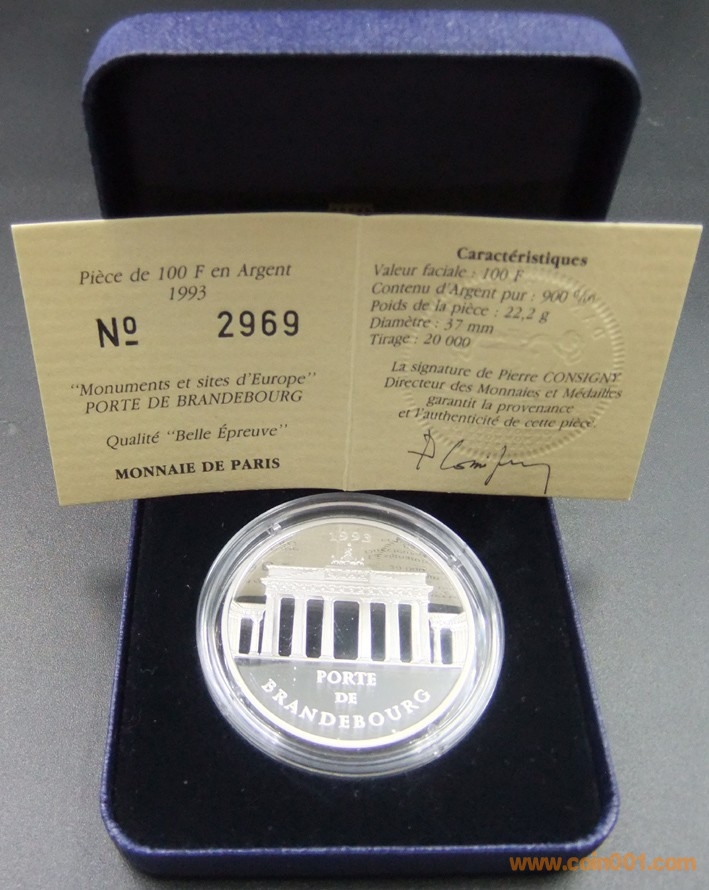 Pièce de 100 F en Argent
1993
Nº 2969
"Monuments et sites d'Europe"
PORTE DE BRANDEBOURG
Qualité "Belle Épreuve"
MONNAIE DE PARIS
Caractéristiques
Valeur faciale : 100 F
Contenu d'Argent pur : 900 ‰
Poids de la pièce : 22,2 g
Diamètre : 37 mm
Tirage : 20 000
La signature de Pierre CONSIGNY
Directeur des Monnaies et Médailles
garantit la provenance
et l'authenticité de cette pièce.
1993
PORTE
DE
BRANDEBOURG
www.coin001.com